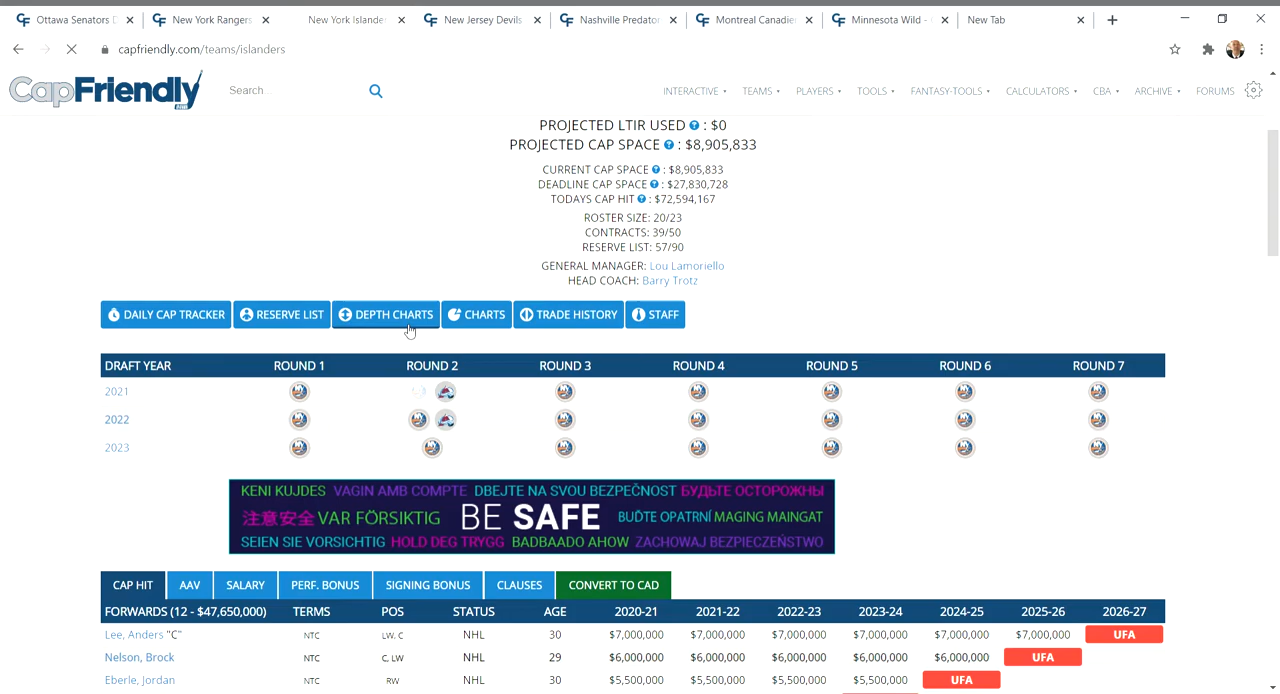 Ottawa Senators D New York Rangers New York Islande New Jersey Devils Nashville Predator Montreal Canadie Minnesota Wild - New Tab
capfriendly.com/teams/islanders
CapFriendly Search... INTERACTIVE TEAMS PLAYERS TOOLS FANTASY-TOOLS CALCULATORS CBA ARCHIVE FORUMS
PROJECTED LTIR USED : $0
PROJECTED CAP SPACE : $8,905,833
CURRENT CAP SPACE : $8,905,833
DEADLINE CAP SPACE : $27,830,728
TODAYS CAP HIT : $72,594,167
ROSTER SIZE: 20/23
CONTRACTS: 39/50
RESERVE LIST: 57/90
GENERAL MANAGER: Lou Lamoriello
HEAD COACH: Barry Trotz
DAILY CAP TRACKER RESERVE LIST DEPTH CHARTS CHARTS TRADE HISTORY STAFF
DRAFT YEAR ROUND 1 ROUND 2 ROUND 3 ROUND 4 ROUND 5 ROUND 6 ROUND 7
2021
2022
2023
KENI KUJDES VAGIN AMB COMPTE DBEJTE NA SVOU BEZPEČNOST БУДЬТЕ ОСТОРОЖНЫ
注意安全 VAR FÖRSIKTIG BE SAFE BUĎTE OPATRNÍ MAGING MAINGAT
SEIEN SIE VORSICHTIG HOLD DEG TRYGG BADBAADO AHOW ZACHOWAJ BEZPIECZEŃSTWO
CAP HIT AAV SALARY PERF. BONUS SIGNING BONUS CLAUSES CONVERT TO CAD
FORWARDS (12 - $47,650,000) TERMS POS STATUS AGE 2020-21 2021-22 2022-23 2023-24 2024-25 2025-26 2026-27
Lee, Anders "C" NTC LW, C NHL 30 $7,000,000 $7,000,000 $7,000,000 $7,000,000 $7,000,000 $7,000,000 UFA
Nelson, Brock NTC C, LW NHL 29 $6,000,000 $6,000,000 $6,000,000 $6,000,000 $6,000,000 UFA
Eberle, Jordan NTC RW NHL 30 $5,500,000 $5,500,000 $5,500,000 $5,500,000 UFA